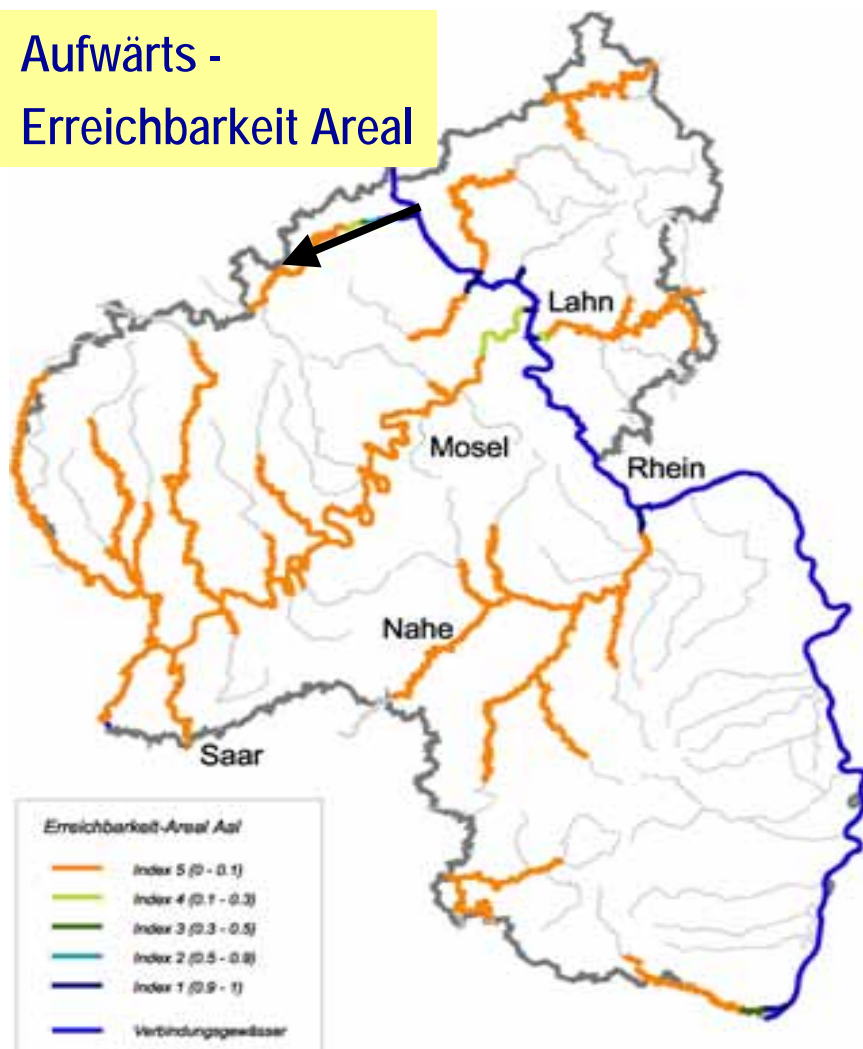 Aufwärts -
Erreichbarkeit Areal
Lahn
Mosel
Rhein
Nahe
Saar
Erreichbarkeit-Areal Aal
Index 5 (0 - 0.1)
Index 4 (0.1 - 0.3)
Index 3 (0.3 - 0.5)
Index 2 (0.5 - 0.9)
Index 1 (0.9 - 1)
Verbindungsgewässer